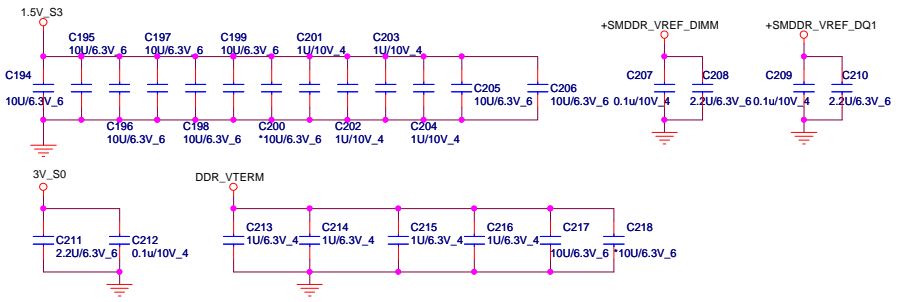 1.5V_S3
+SMDDR_VREF_DIMM
+SMDDR_VREF_DQ1
C195
10U/6.3V_6
C197
10U/6.3V_6
C199
10U/6.3V_6
C201
1U/10V_4
C203
1U/10V_4
C194
10U/6.3V_6
C205
10U/6.3V_6
C206
10U/6.3V_6
C207
0.1u/10V_4
C208
2.2U/6.3V_6
C209
0.1u/10V_4
C210
2.2U/6.3V_6
C196
10U/6.3V_6
C198
10U/6.3V_6
C200
*10U/6.3V_6
C202
1U/10V_4
C204
1U/10V_4
3V_S0
DDR_VTERM
C211
2.2U/6.3V_6
C212
0.1u/10V_4
C213
1U/6.3V_4
C214
1U/6.3V_4
C215
1U/6.3V_4
C216
1U/6.3V_4
C217
10U/6.3V_6
C218
*10U/6.3V_6